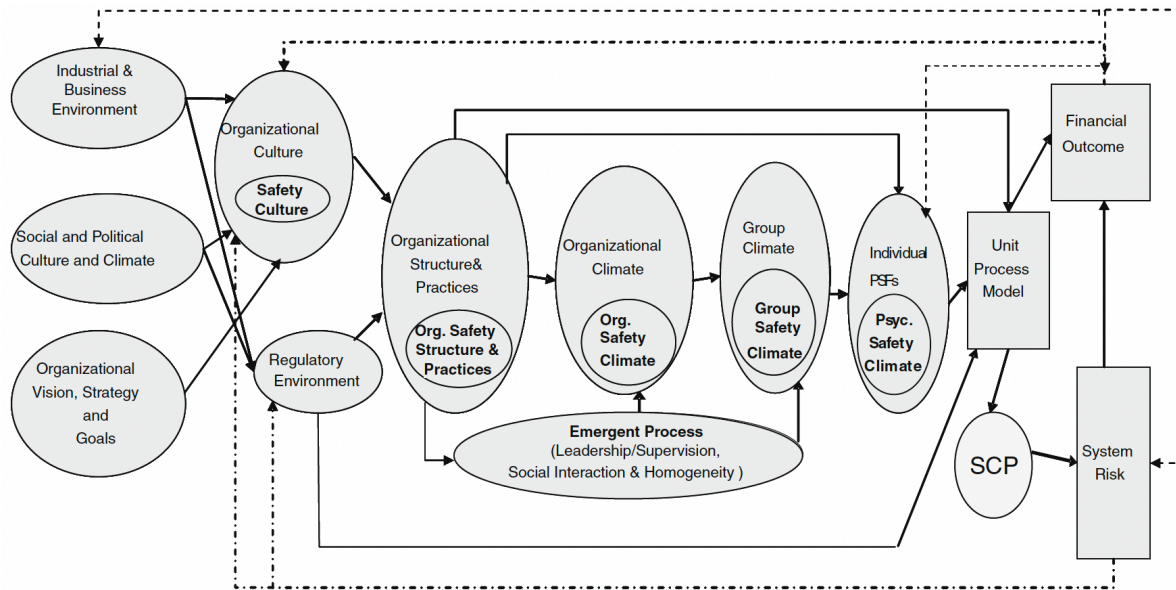 Industrial &
Business
Environment
Organizational
Culture
Safety
Culture
Social and Political
Culture and Climate
Organizational
Vision, Strategy
and
Goals
Regulatory
Environment
Organizational
Structure&
Practices
Org. Safety
Structure &
Practices
Organizational
Climate
Org.
Safety
Climate
Group
Climate
Group
Safety
Climate
Individual
PSFs
Psyc.
Safety
Climate
Emergent Process
(Leadership/Supervision,
Social Interaction & Homogeneity )
Financial
Outcome
Unit
Process
Model
SCP
System
Risk